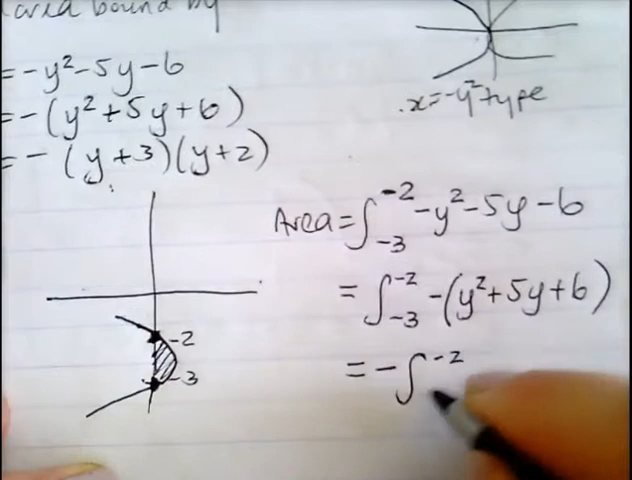 area bound by
= -y² - 5y - 6
= -(y² + 5y + 6)
= - (y + 3)(y + 2)
x = -y² type
Area = ∫₋₃⁻² -y² - 5y - 6
= ∫₋₃⁻² -(y² + 5y + 6)
= - ∫⁻²
-2
-3